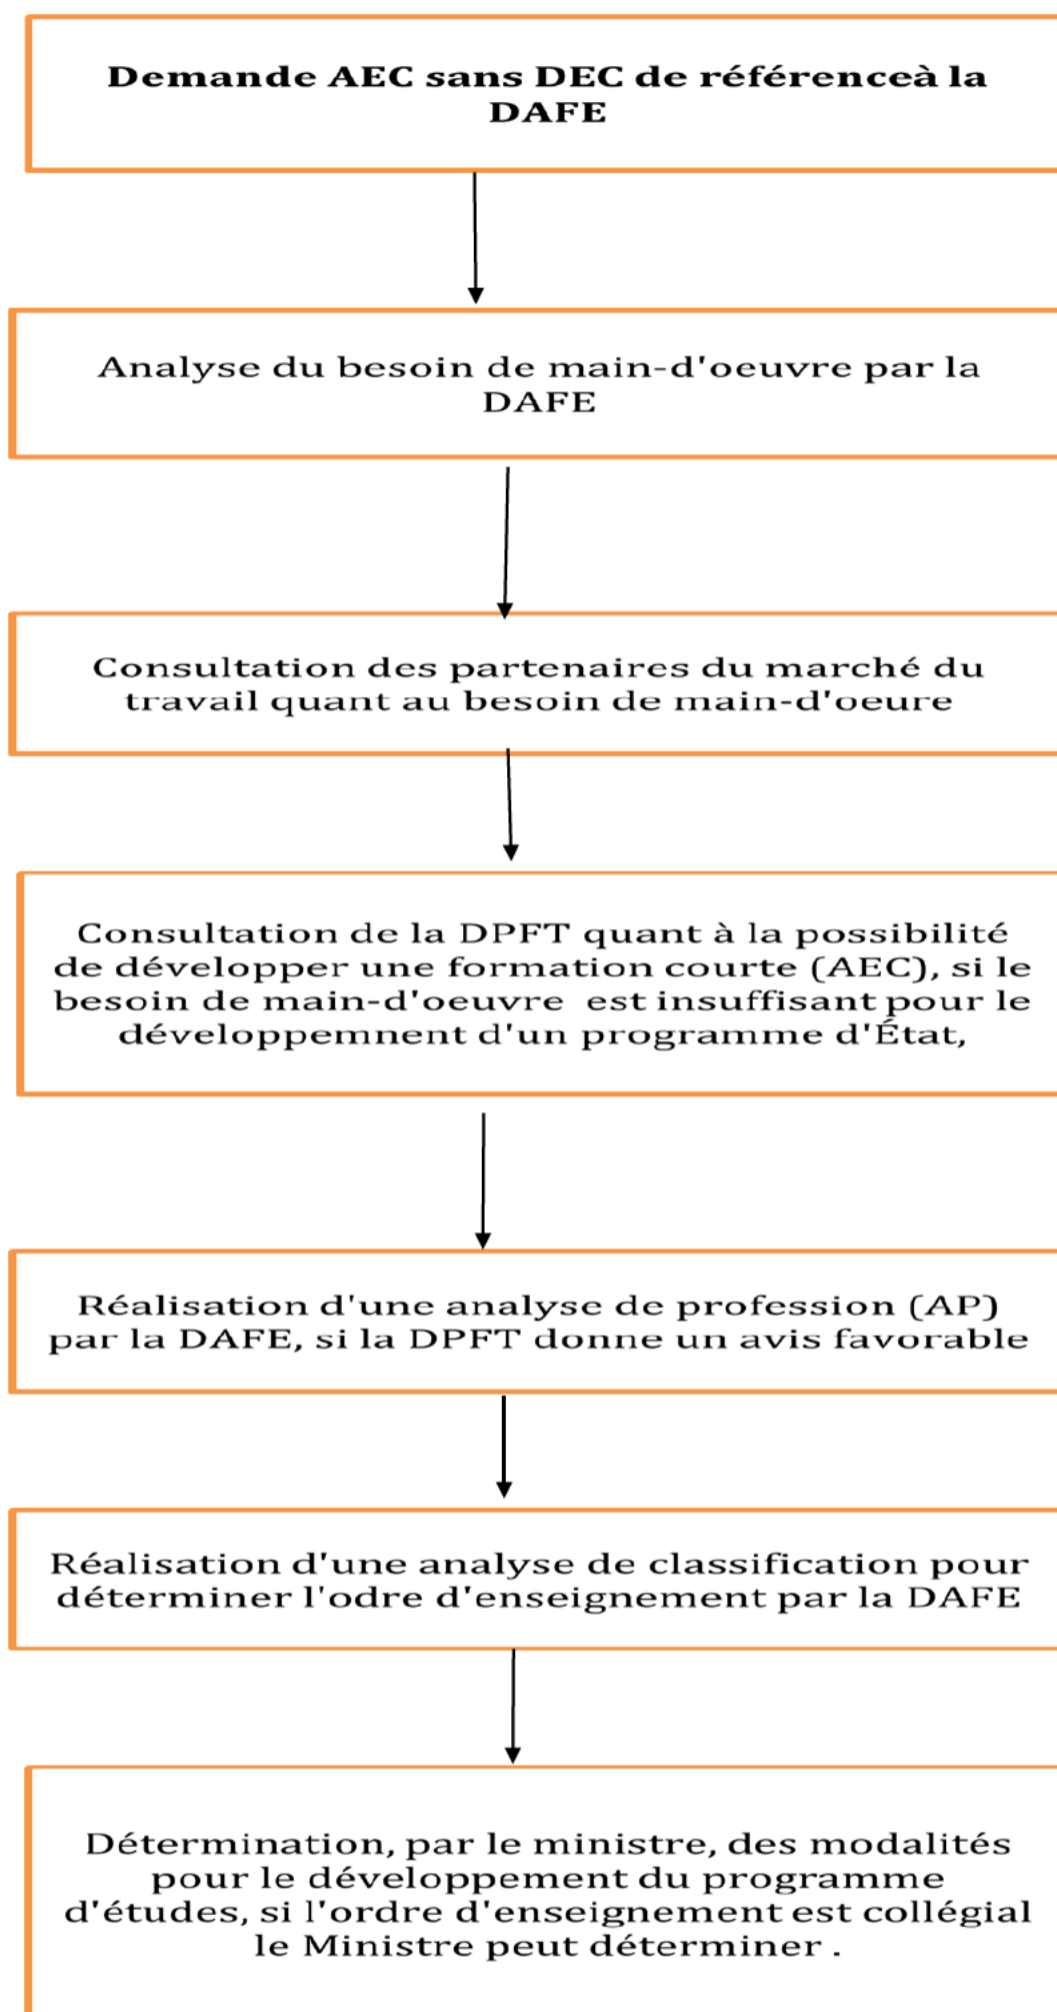 Demande AEC sans DEC de référenceà la
DAFE
Analyse du besoin de main-d'oeuvre par la
DAFE
Consultation des partenaires du marché du
travail quant au besoin de main-d'oeure
Consultation de la DPFT quant à la possibilité
de développer une formation courte (AEC), si le
besoin de main-d'oeuvre est insuffisant pour le
développemnent d'un programme d'État,
Réalisation d'une analyse de profession (AP)
par la DAFE, si la DPFT donne un avis favorable
Réalisation d'une analyse de classification pour
déterminer l'odre d'enseignement par la DAFE
Détermination, par le ministre, des modalités
pour le développement du programme
d'études, si l'ordre d'enseignement est collégial
le Ministre peut déterminer .